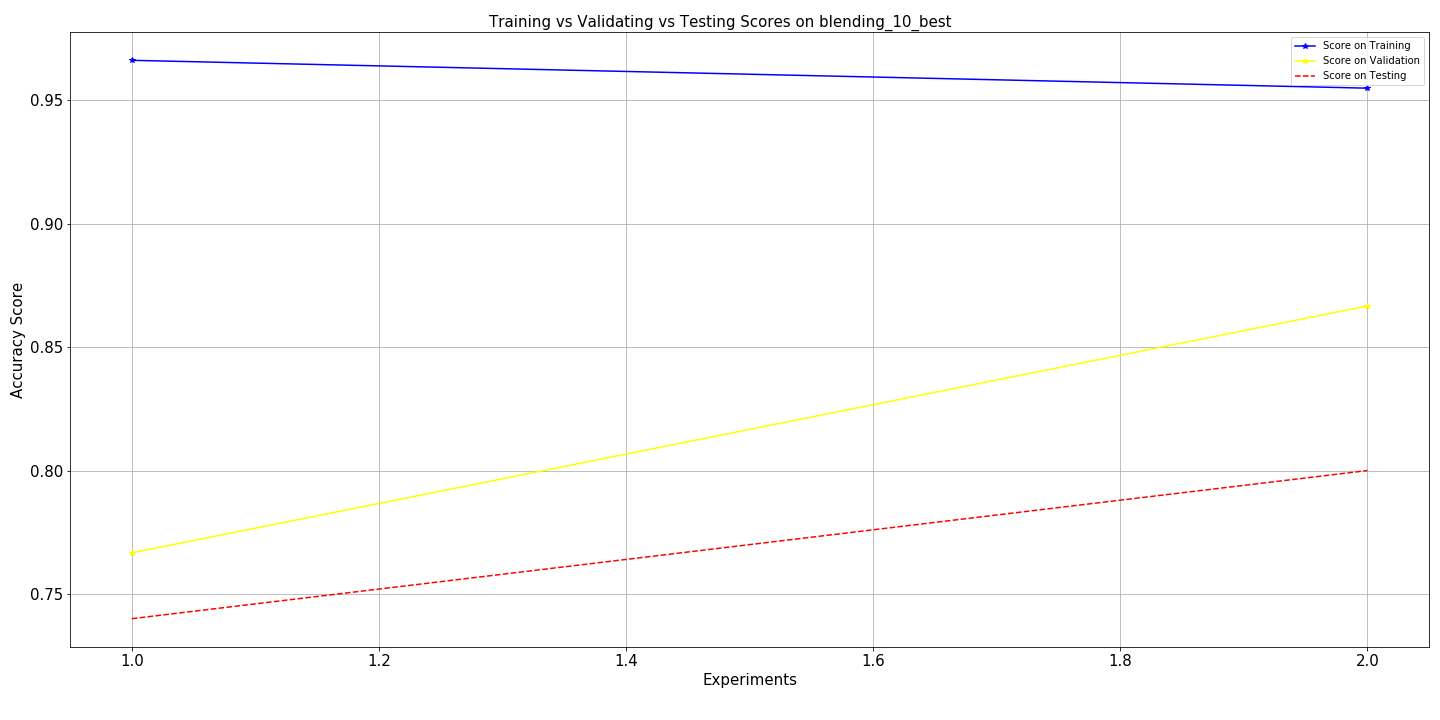 Training vs Validating vs Testing Scores on blending_10_best
Score on Training
Score on Validation
Score on Testing
0.95
0.90
0.85
0.80
0.75
Accuracy Score
1.0
1.2
1.4
1.6
1.8
2.0
Experiments